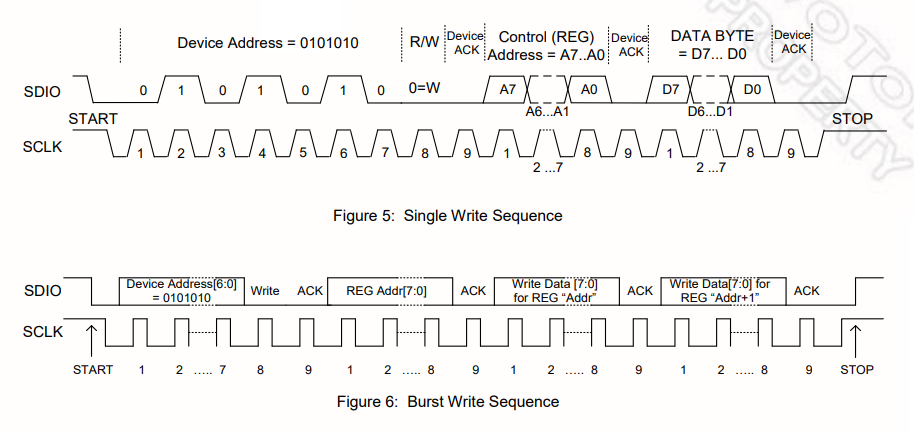 Device Address = 0101010 R/W Device ACK Control (REG) Address = A7..A0 Device ACK DATA BYTE = D7... D0 Device ACK
SDIO 0 1 0 1 0 1 0 0=W A7 A0 D7 D0
A6...A1 D6...D1
START STOP
SCLK 1 2 3 4 5 6 7 8 9 1 8 9 1 8 9
2 ...7 2 ...7
Figure 5: Single Write Sequence
SDIO Device Address[6:0] = 0101010 Write ACK REG Addr[7:0] ACK Write Data [7:0] for REG “Addr” ACK Write Data[7:0] for REG “Addr+1” ACK
SCLK
START 1 2 ..... 7 8 9 1 2 ..... 8 9 1 2 ..... 8 9 1 2 ..... 8 9 STOP
Figure 6: Burst Write Sequence
PROPERTY